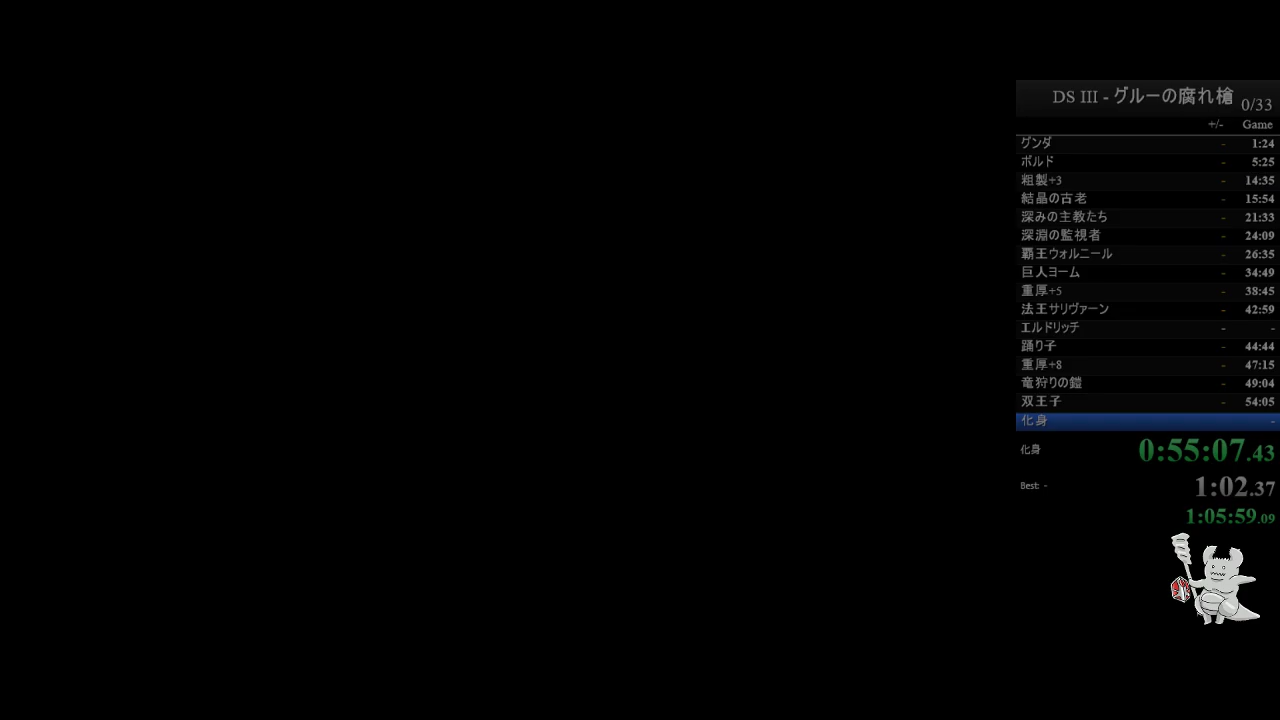 DS III - グルーの腐れ槍 0/33
+/- Game
グンダ - 1:24
ボルド - 5:25
粗製+3 - 14:35
結晶の古老 - 15:54
深みの主教たち - 21:33
深淵の監視者 - 24:09
覇王ウォルニール - 26:35
巨人ヨーム - 34:49
重厚+5 - 38:45
法王サリヴァーン - 42:59
エルドリッチ - -
踊り子 - 44:44
重厚+8 - 47:15
竜狩りの鎧 - 49:04
双王子 - 54:05
化身 -
化身 0:55:07.43
Best: - 1:02.37
1:05:59.09